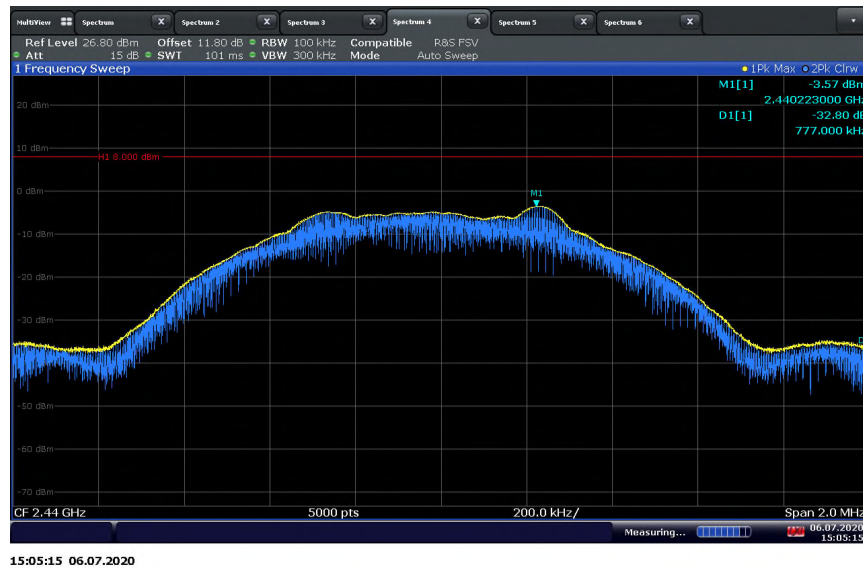 MultiView Spectrum X Spectrum 2 X Spectrum 3 X Spectrum 4 X Spectrum 5 X Spectrum 6 X
Ref Level 26.80 dBm Offset 11.80 dB RBW 100 kHz Compatible R&S FSV
Att 15 dB SWT 101 ms VBW 300 kHz Mode Auto Sweep
1 Frequency Sweep 1Pk Max 2Pk Clrw
M1[1] -3.57 dBm
2.440223000 GHz
D1[1] -32.80 dB
777.000 kHz
20 dBm
10 dBm
H1 8.000 dBm
0 dBm
M1
-10 dBm
-20 dBm
-30 dBm
D
-50 dBm
-60 dBm
-70 dBm
CF 2.44 GHz 5000 pts 200.0 kHz/ Span 2.0 MHz
Measuring... 06.07.2020
15:05:15
15:05:15 06.07.2020